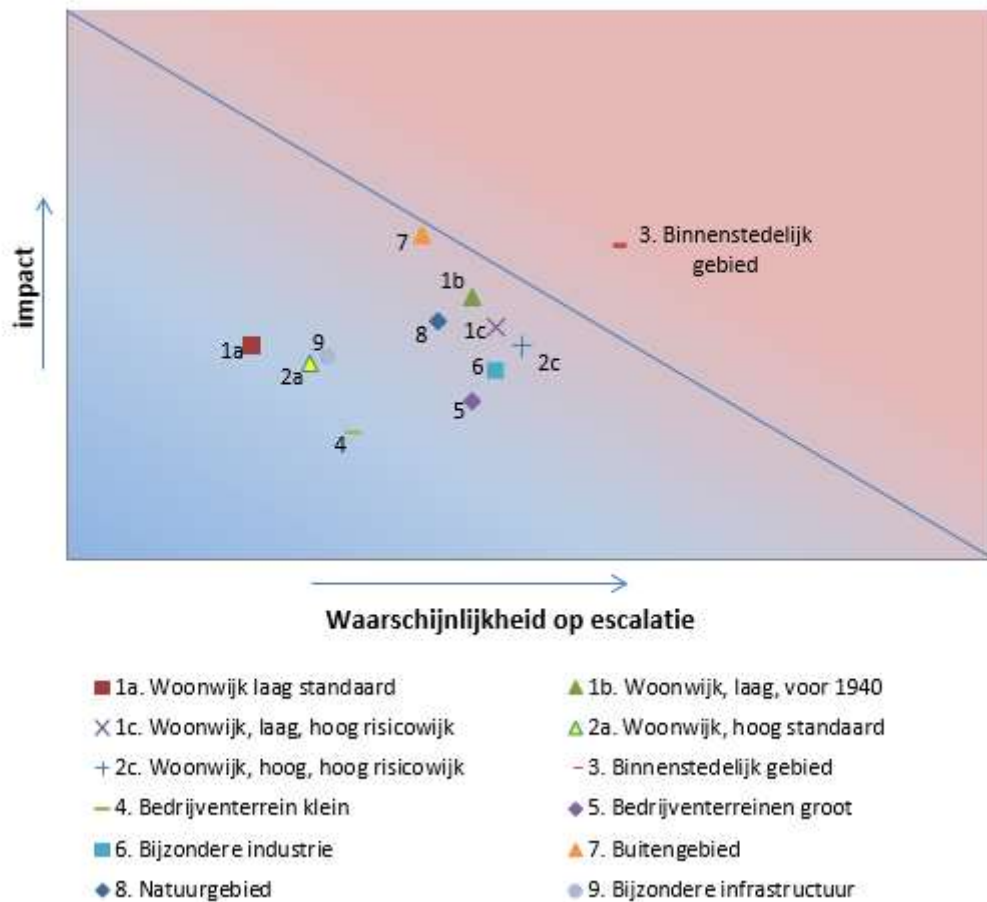 3. Binnenstedelijk
gebied
7
1b
8
1c
1a
9
2a
6
2c
5
4
impact
Waarschijnlijkheid op escalatie
1a. Woonwijk laag standaard
1b. Woonwijk, laag, voor 1940
1c. Woonwijk, laag, hoog risicowijk
2a. Woonwijk, hoog standaard
2c. Woonwijk, hoog, hoog risicowijk
3. Binnenstedelijk gebied
4. Bedrijventerrein klein
5. Bedrijventerreinen groot
6. Bijzondere industrie
7. Buitengebied
8. Natuurgebied
9. Bijzondere infrastructuur